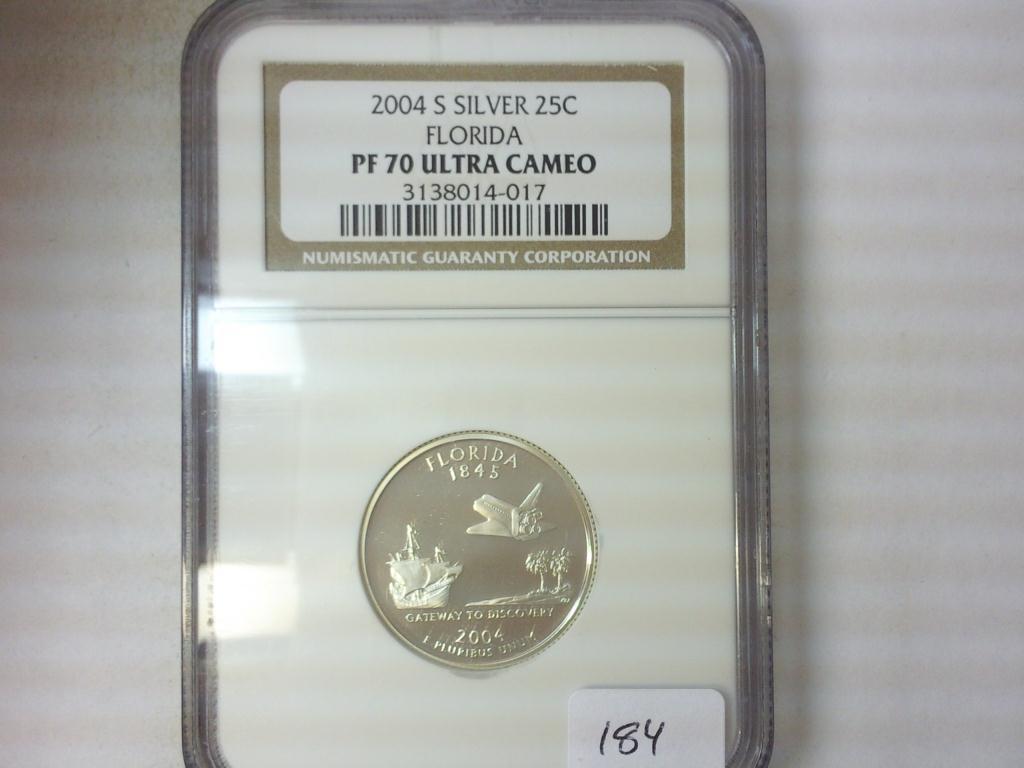 2004 S SILVER 25C
FLORIDA
PF 70 ULTRA CAMEO
3138014-017
NUMISMATIC GUARANTY CORPORATION
FLORIDA
1845
GATEWAY TO DISCOVERY
2004
E PLURIBUS UNUM
184